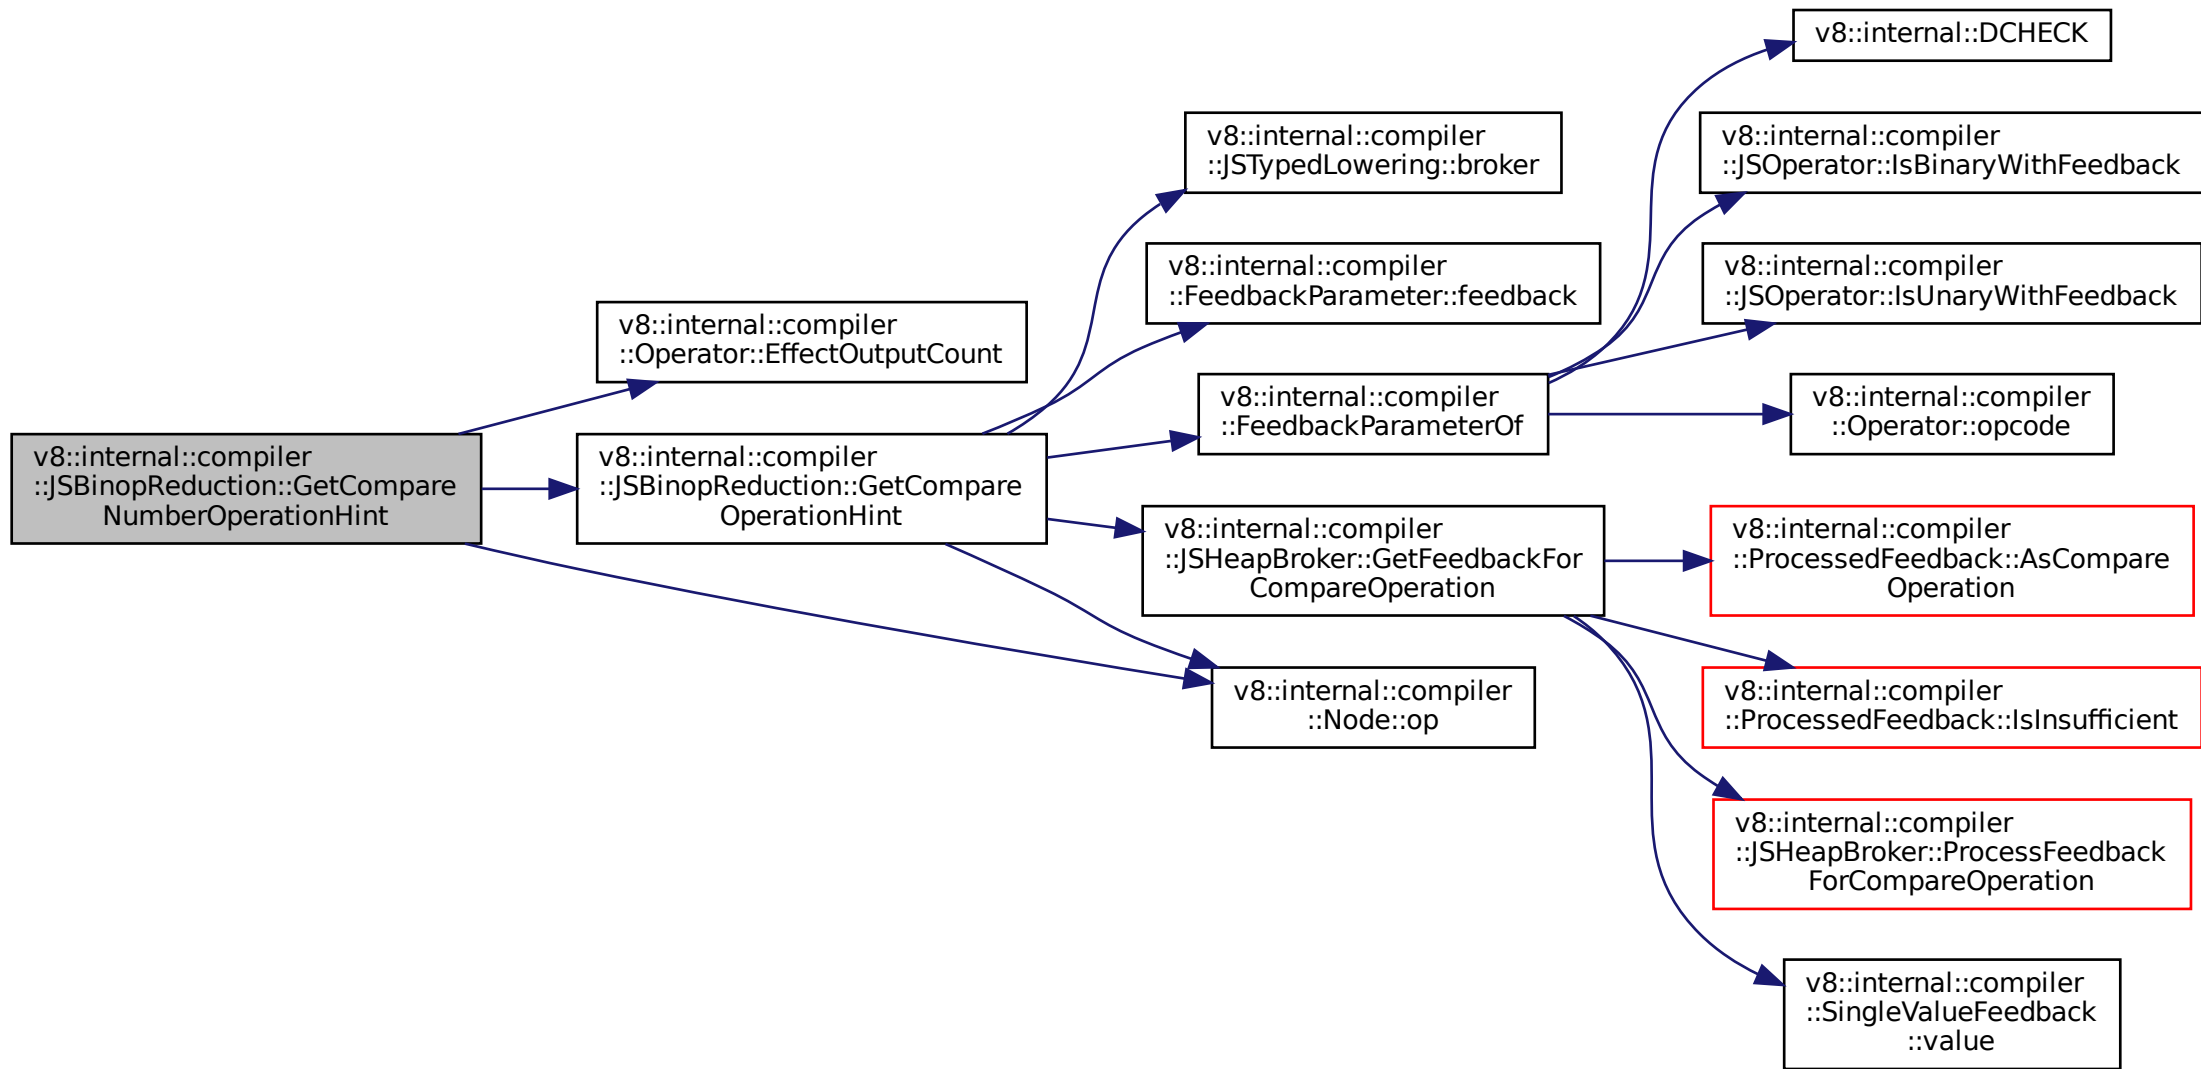 v8::internal::compiler
::JSBinopReduction::GetCompare
NumberOperationHint
v8::internal::compiler
::Operator::EffectOutputCount
v8::internal::compiler
::JSBinopReduction::GetCompare
OperationHint
v8::internal::compiler
::JSTypedLowering::broker
v8::internal::compiler
::FeedbackParameter::feedback
v8::internal::compiler
::FeedbackParameterOf
v8::internal::compiler
::JSHeapBroker::GetFeedbackFor
CompareOperation
v8::internal::compiler
::Node::op
v8::internal::DCHECK
v8::internal::compiler
::JSOperator::IsBinaryWithFeedback
v8::internal::compiler
::JSOperator::IsUnaryWithFeedback
v8::internal::compiler
::Operator::opcode
v8::internal::compiler
::ProcessedFeedback::AsCompare
Operation
v8::internal::compiler
::ProcessedFeedback::IsInsufficient
v8::internal::compiler
::JSHeapBroker::ProcessFeedback
ForCompareOperation
v8::internal::compiler
::SingleValueFeedback
::value